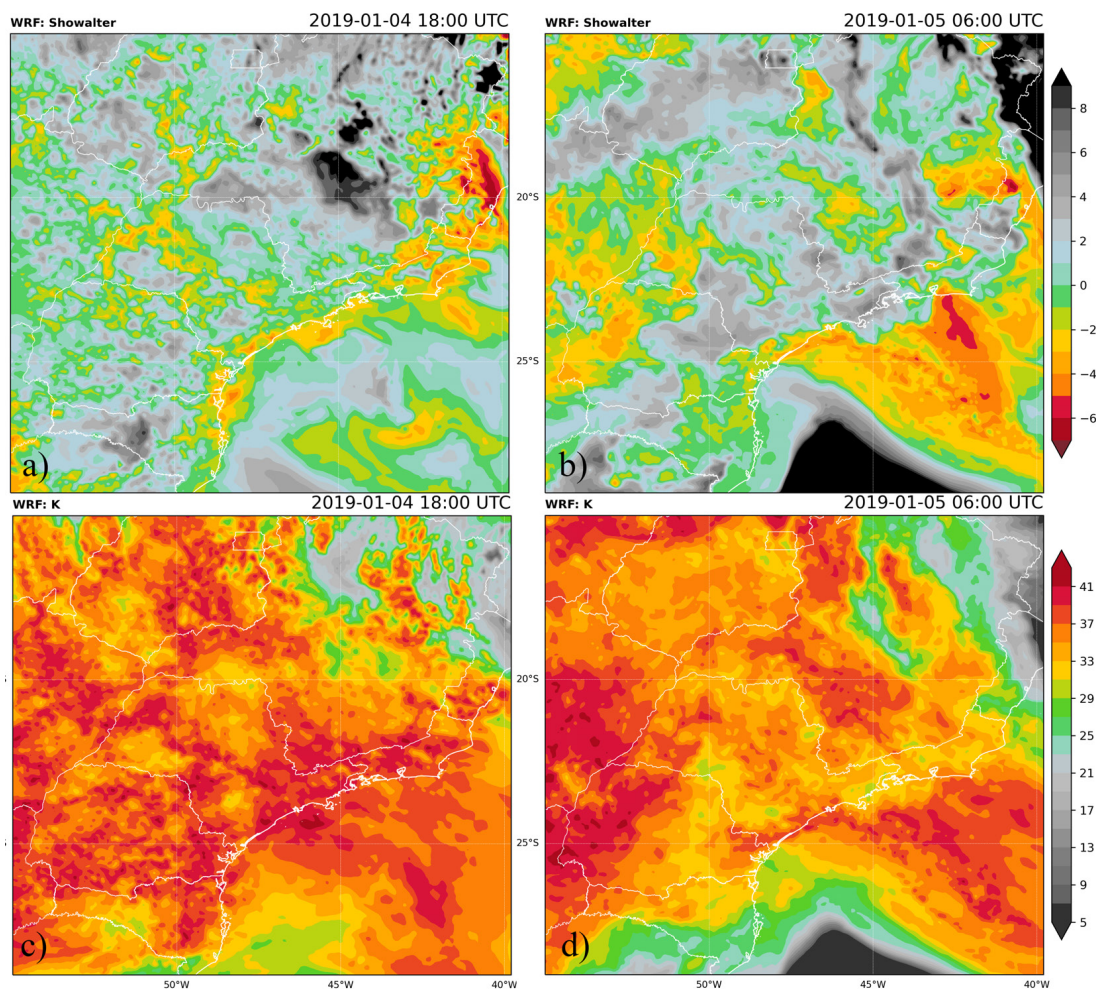 WRF: Showalter 2019-01-04 18:00 UTC
WRF: Showalter 2019-01-05 06:00 UTC
20°S
25°S
a)
b)
8
6
4
2
0
−2
−4
−6
WRF: K 2019-01-04 18:00 UTC
WRF: K 2019-01-05 06:00 UTC
20°S
25°S
c)
d)
41
37
33
29
25
21
17
13
9
7
5
50°W 45°W 40°W
50°W 45°W 40°W